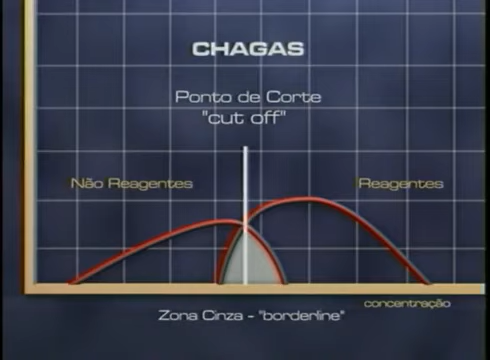 CHAGAS
Ponto de Corte
"cut off"
Não Reagentes
Reagentes
concentração
Zona Cinza - "borderline"